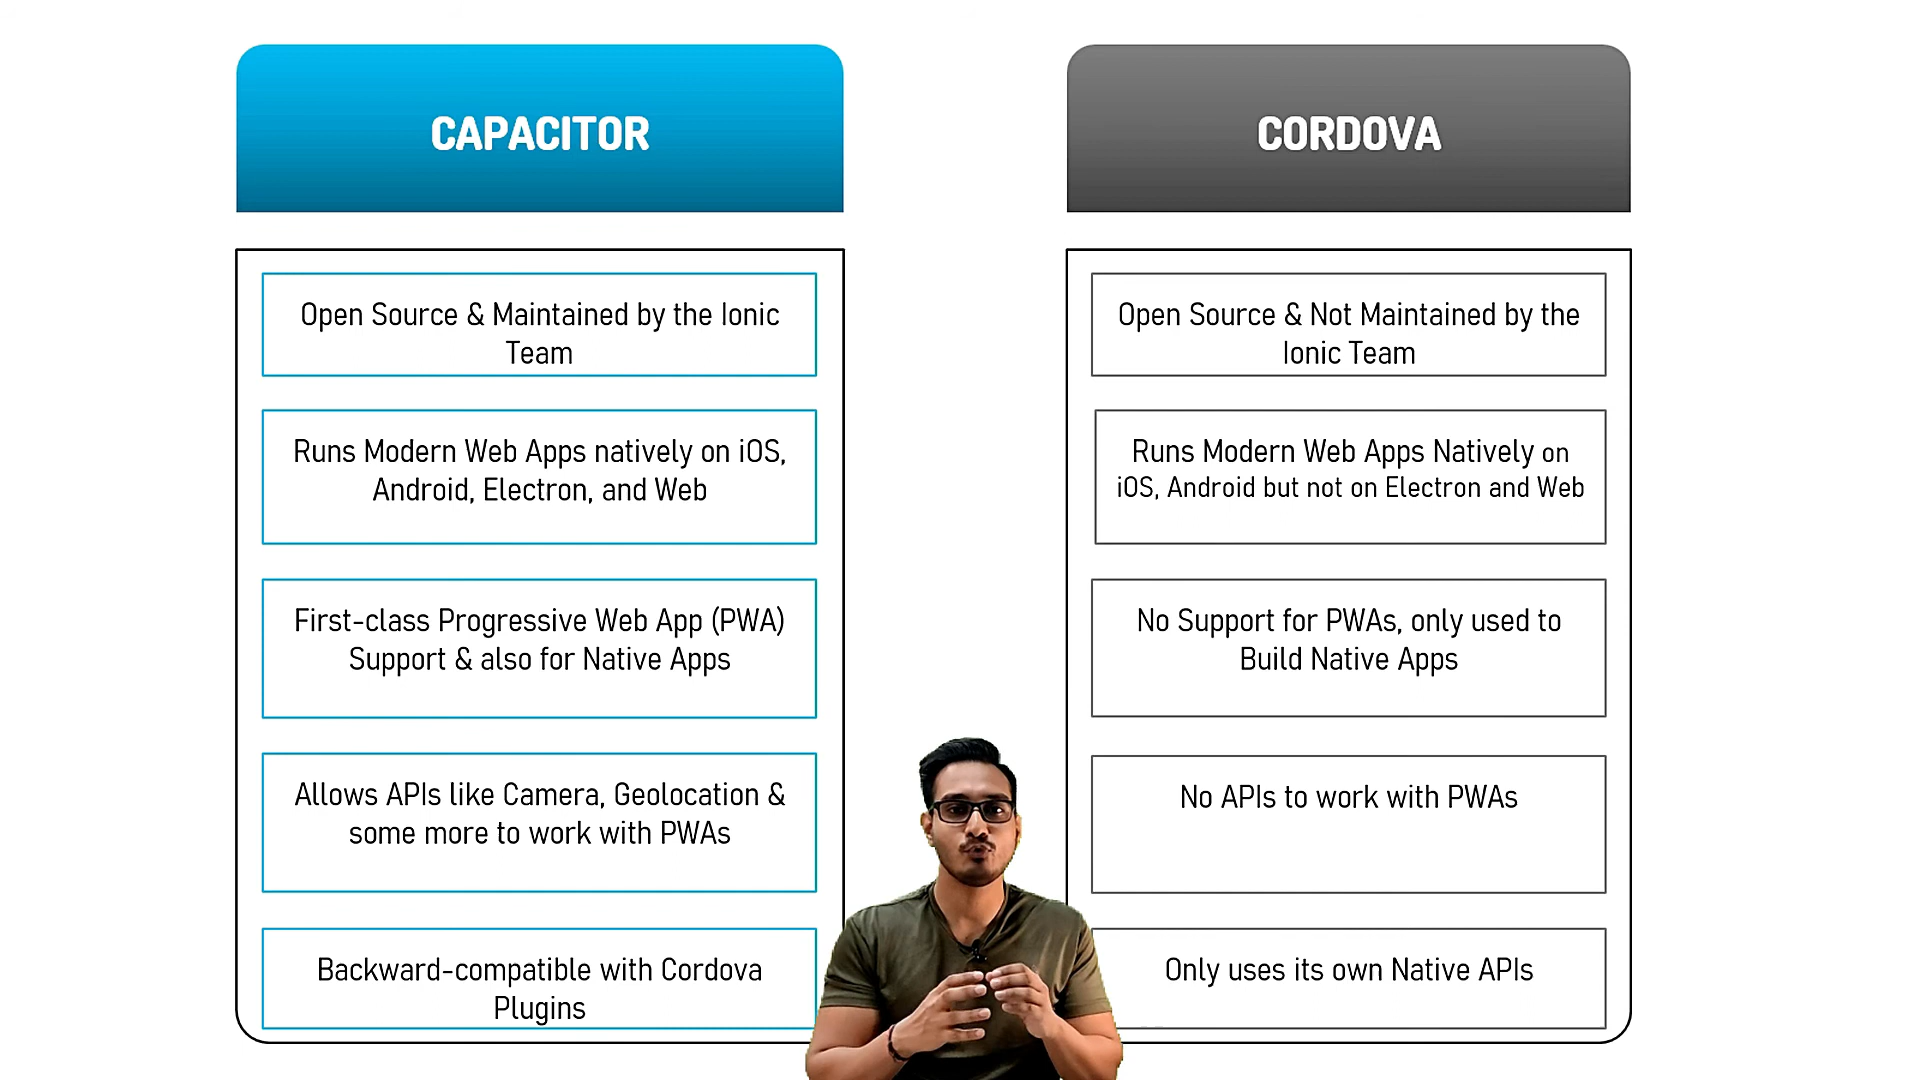 CAPACITOR
Open Source & Maintained by the Ionic
Team
Runs Modern Web Apps natively on iOS,
Android, Electron, and Web
First-class Progressive Web App (PWA)
Support & also for Native Apps
Allows APIs like Camera, Geolocation &
some more to work with PWAs
Backward-compatible with Cordova
Plugins
CORDOVA
Open Source & Not Maintained by the
Ionic Team
Runs Modern Web Apps Natively on
iOS, Android but not on Electron and Web
No Support for PWAs, only used to
Build Native Apps
No APIs to work with PWAs
Only uses its own Native APIs